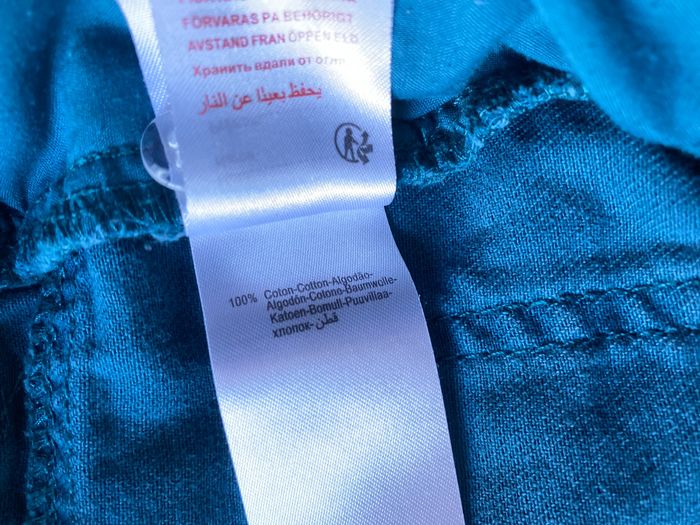 FÖRVARAS PÅ BEHÖRIGT
AVSTÅND FRÅN ÖPPEN ELD
Хранить вдали от огня
يحفظ بعيدًا عن النار
100% Coton-Cotton-Algodão-
Algodón-Cotone-Baumwolle-
Katoen-Bomull-Puuvillaa-
хлопок-قطن